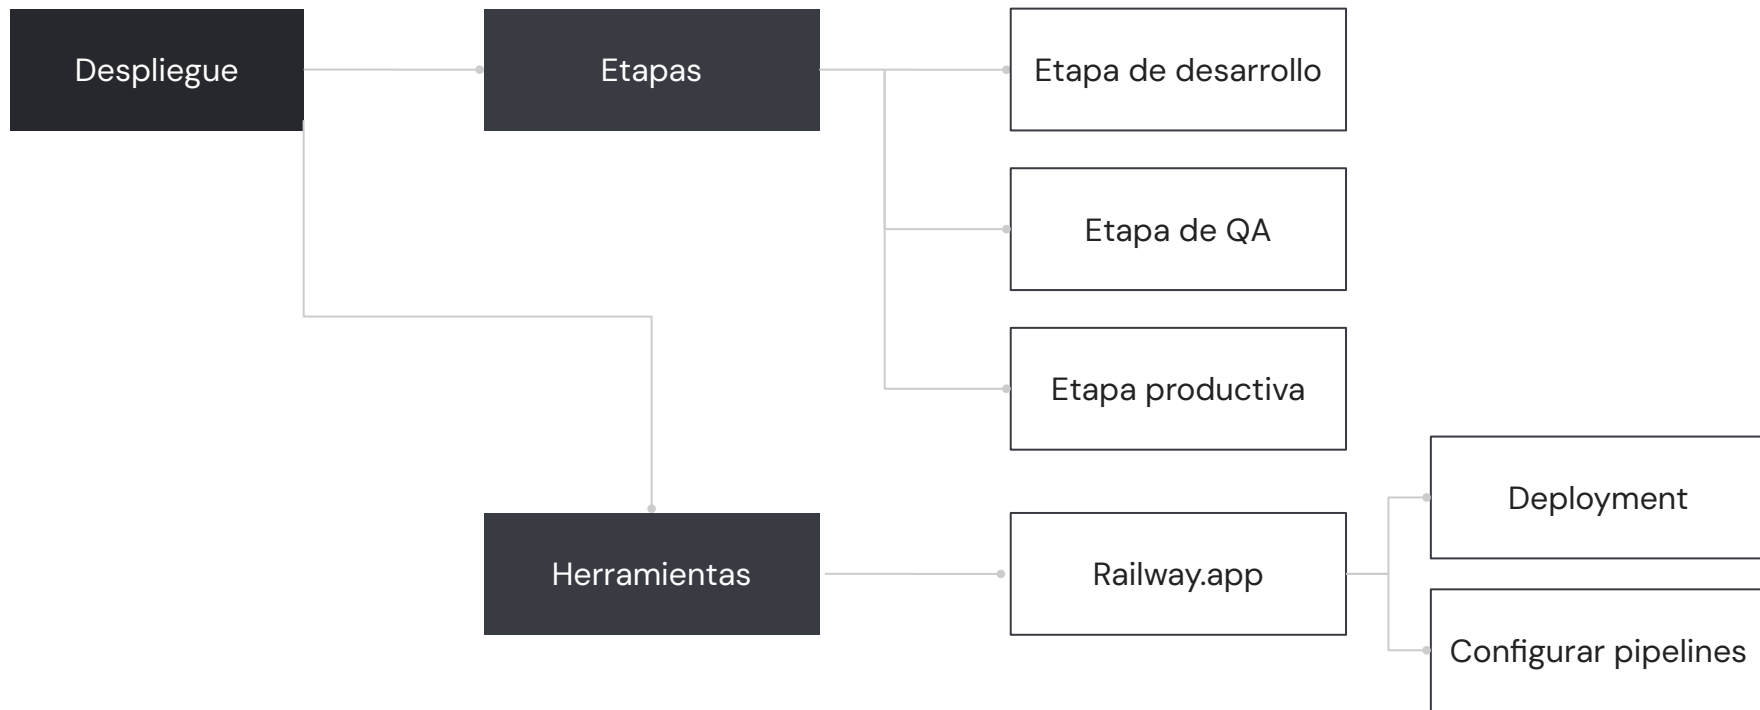 Despliegue
Etapas
Etapa de desarrollo
Etapa de QA
Etapa productiva
Herramientas
Railway.app
Deployment
Configurar pipelines